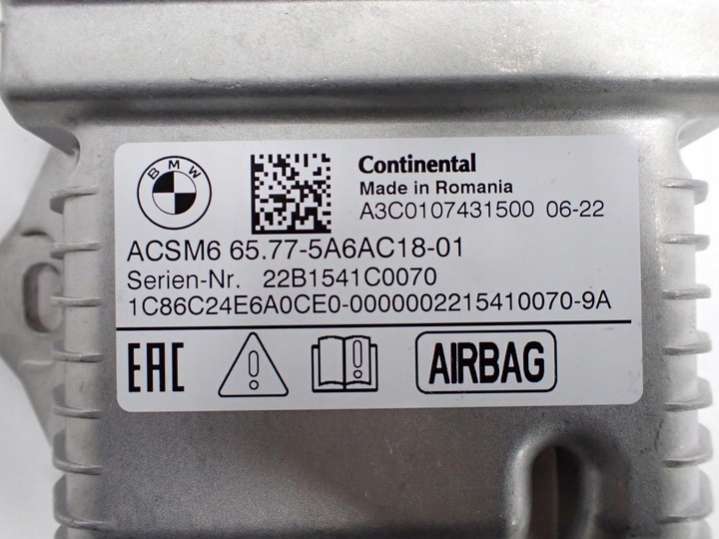 BMW
Continental
Made in Romania
A3C0107431500 06-22
ACSM6 65.77-5A6AC18-01
Serien-Nr. 22B1541C0070
1C86C24E6A0CE0-0000002215410070-9A
EAC
AIRBAG